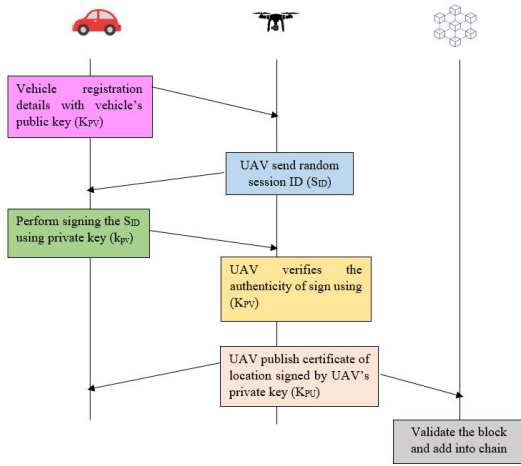 Vehicle registration
details with vehicle's
public key (KPV)
UAV send random
session ID (SID)
Perform signing the SID
using private key (kPV)
UAV verifies the
authenticity of sign using
(KPV)
UAV publish certificate of
location signed by UAV's
private key (KPU)
Validate the block
and add into chain